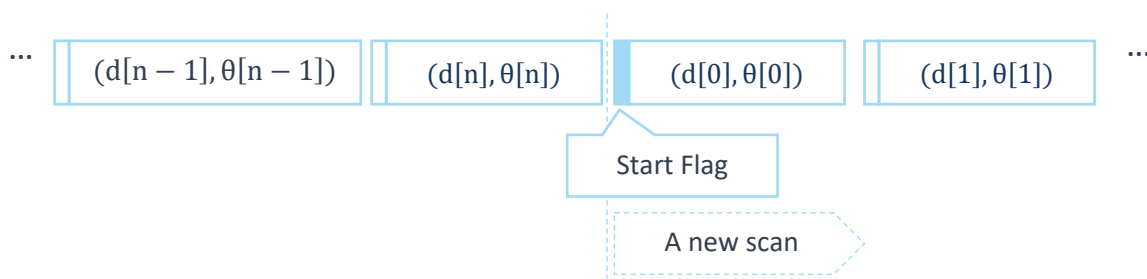 ... (d[n − 1], θ[n − 1]) (d[n], θ[n]) (d[0], θ[0]) (d[1], θ[1]) ...
Start Flag
A new scan